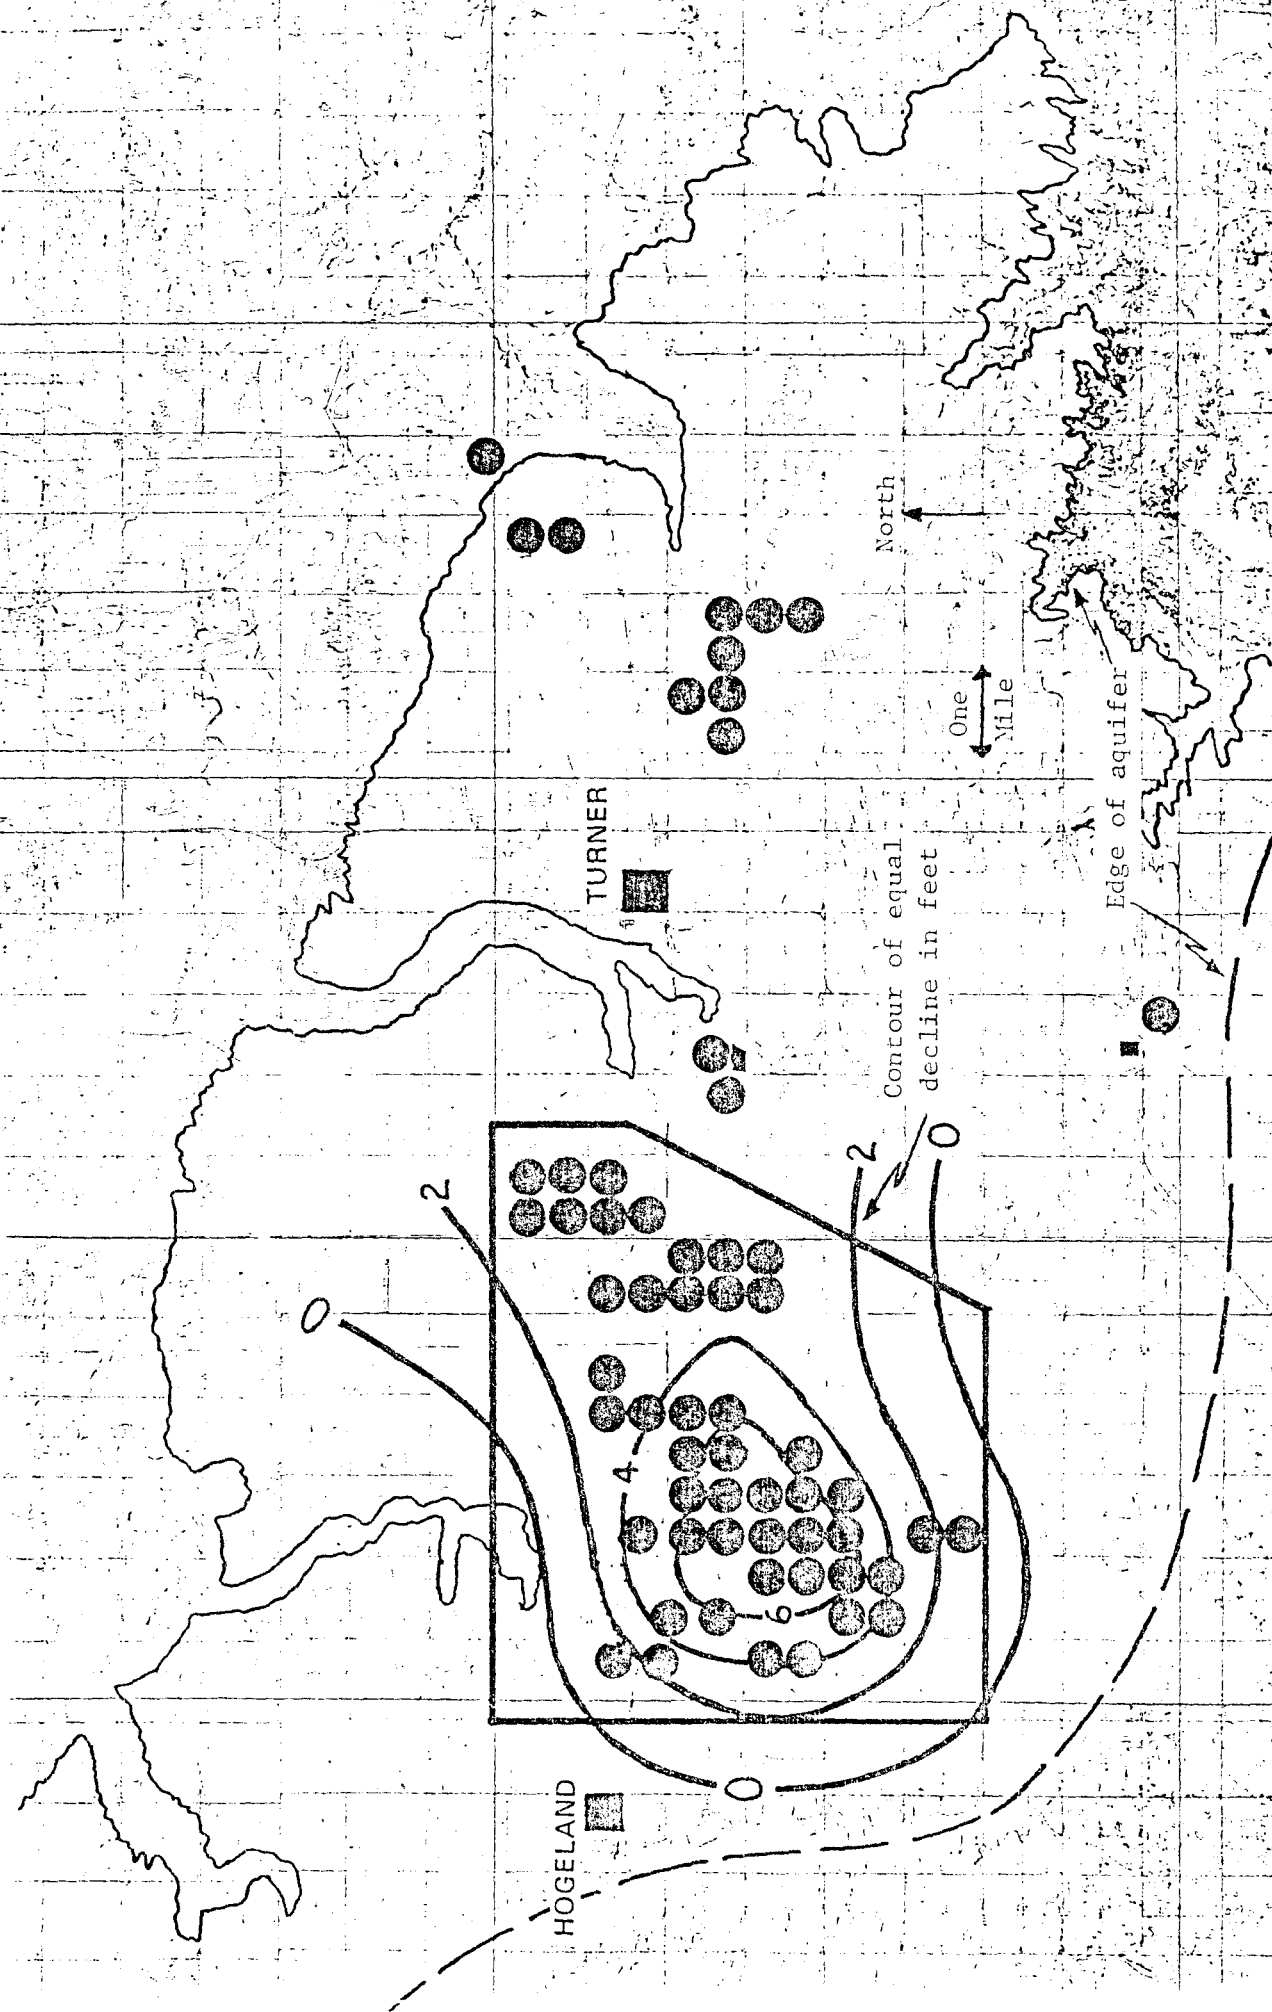 HOGELAND
TURNER
North
One
Mile
Contour of equal
decline in feet
Edge of aquifer
0
2
4
6
0
2
0